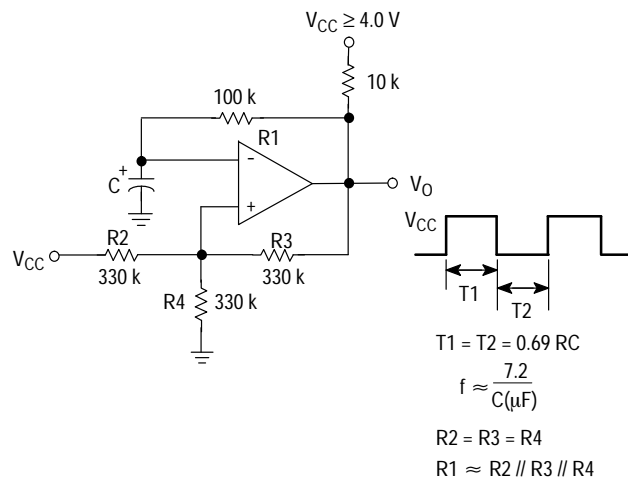 V_CC ≥ 4.0 V
10 k
100 k
R1
-
+
C +
V_O
V_CC
R2
330 k
R3
330 k
R4
330 k
V_CC
T1
T2
T1 = T2 = 0.69 RC
f ≈ 7.2 / C(μF)
R2 = R3 = R4
R1 ≈ R2 // R3 // R4